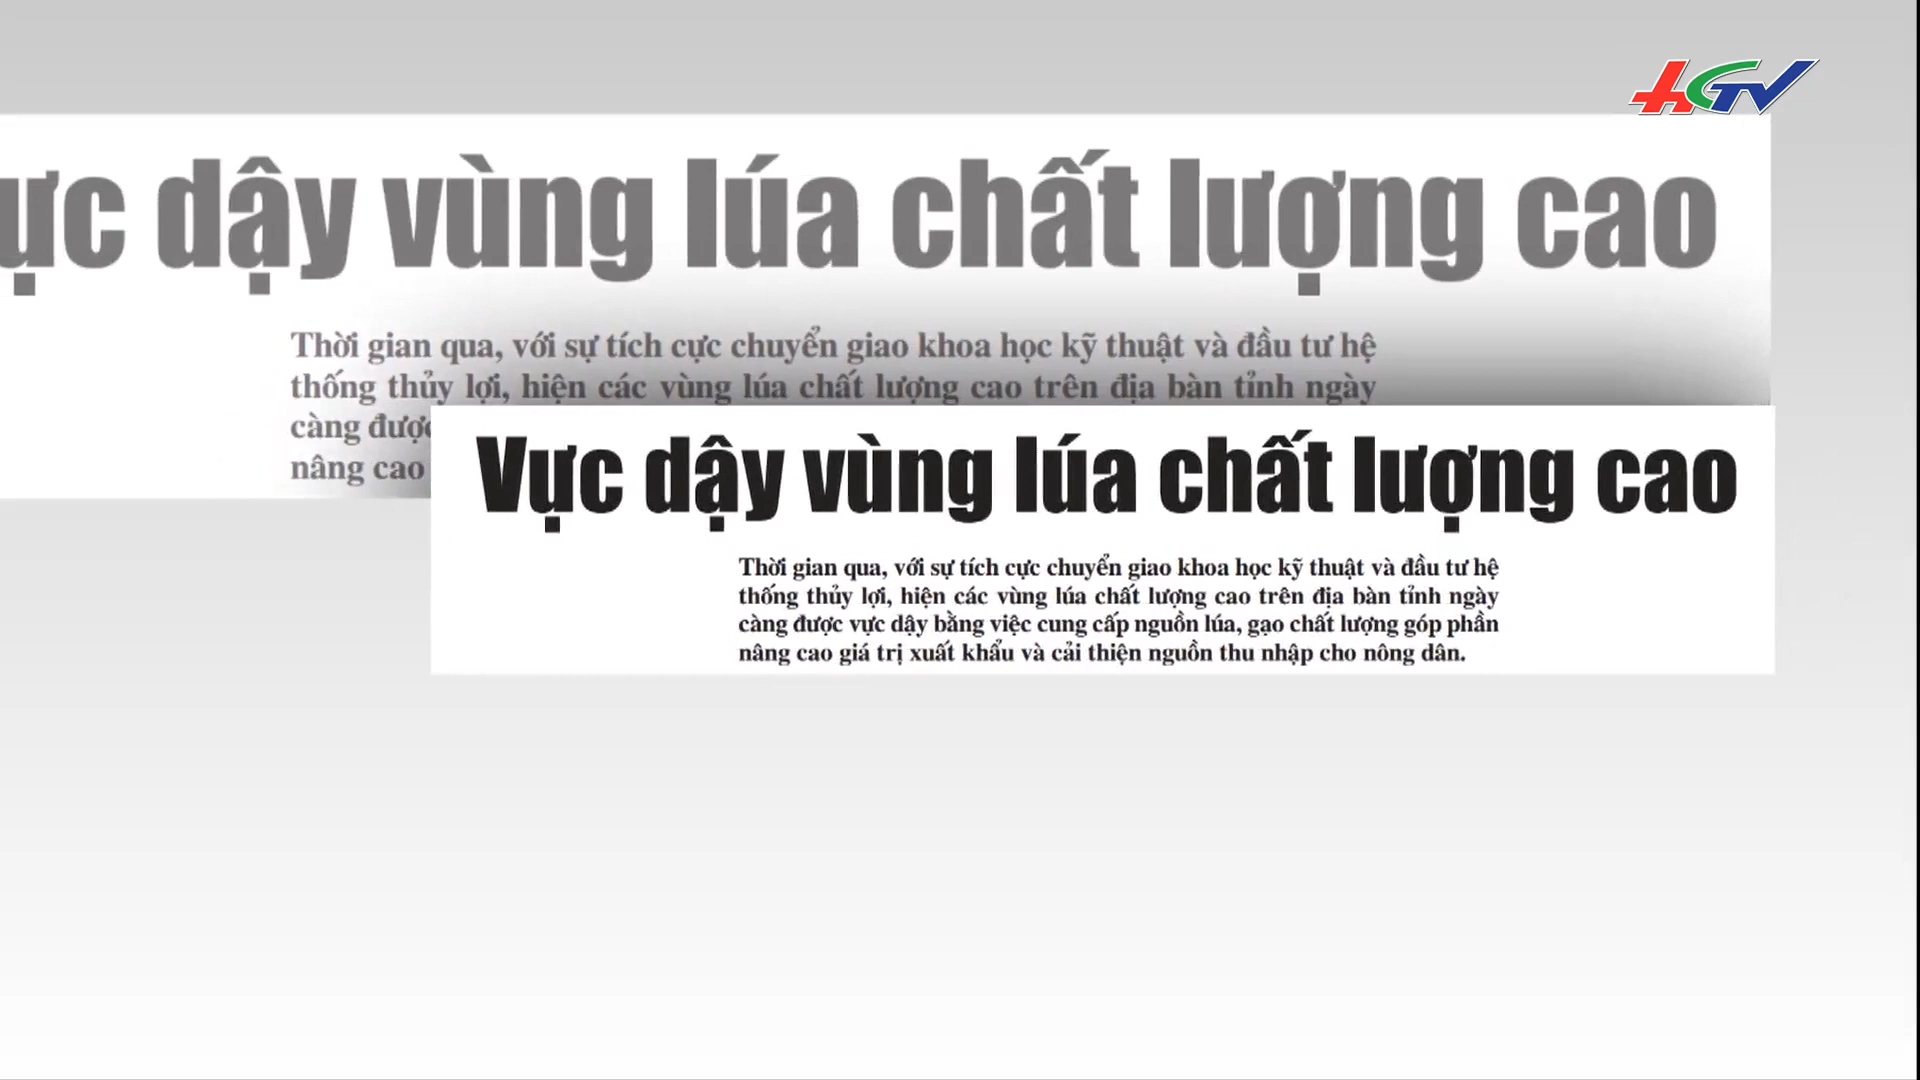 HGTV
ực dậy vùng lúa chất lượng cao
Thời gian qua, với sự tích cực chuyển giao khoa học kỹ thuật và đầu tư hệ
thống thủy lợi, hiện các vùng lúa chất lượng cao trên địa bàn tỉnh ngày
càng được
nâng cao
Vực dậy vùng lúa chất lượng cao
Thời gian qua, với sự tích cực chuyển giao khoa học kỹ thuật và đầu tư hệ
thống thủy lợi, hiện các vùng lúa chất lượng cao trên địa bàn tỉnh ngày
càng được vực dậy bằng việc cung cấp nguồn lúa, gạo chất lượng góp phần
nâng cao giá trị xuất khẩu và cải thiện nguồn thu nhập cho nông dân.